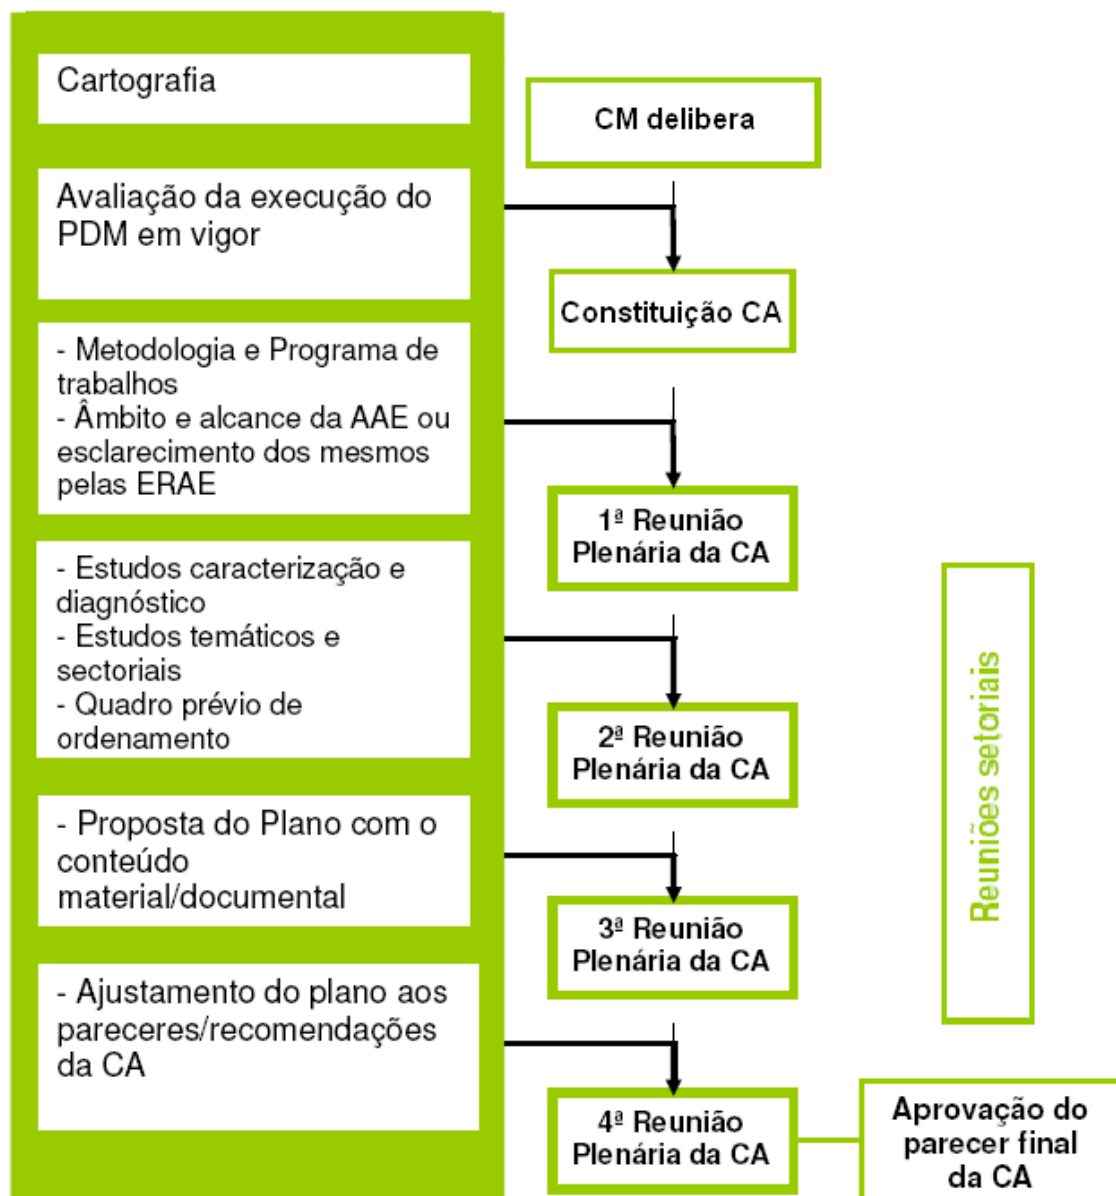 Cartografia
CM delibera
Avaliação da execução do
PDM em vigor
Constituição CA
- Metodologia e Programa de
trabalhos
- Âmbito e alcance da AAE ou
esclarecimento dos mesmos
pelas ERAE
1ª Reunião
Plenária da CA
- Estudos caracterização e
diagnóstico
- Estudos temáticos e
sectoriais
- Quadro prévio de
ordenamento
2ª Reunião
Plenária da CA
Reuniões setoriais
- Proposta do Plano com o
conteúdo
material/documental
3ª Reunião
Plenária da CA
- Ajustamento do plano aos
pareceres/recomendações
da CA
4ª Reunião
Plenária da CA
Aprovação do
parecer final
da CA